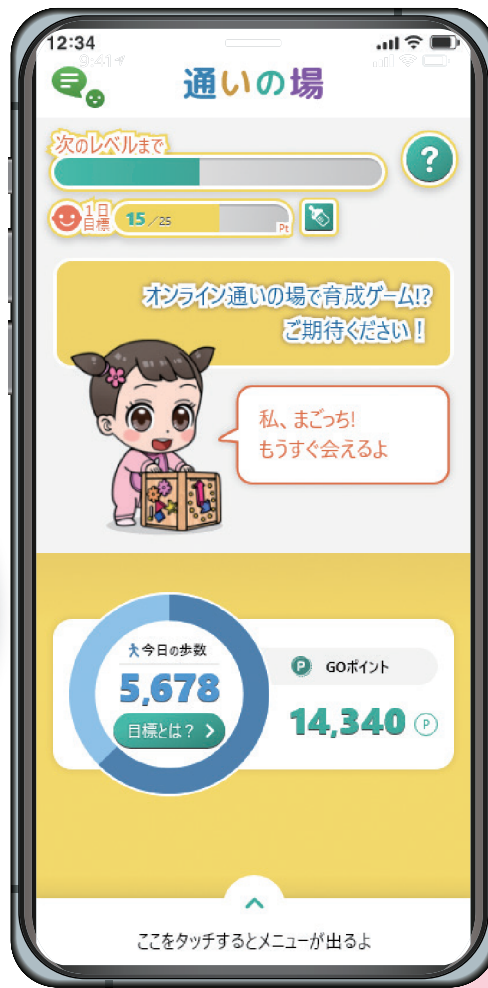 12:34
9:41
通いの場
次のレベルまで
?
1日
目標
15/25
Pt
オンライン通いの場で育成ゲーム!?
ご期待ください!
私、まごっち!
もうすぐ会えるよ
今日の歩数
5,678
目標とは? >
P GOポイント
14,340 P
ここをタッチするとメニューが出るよ